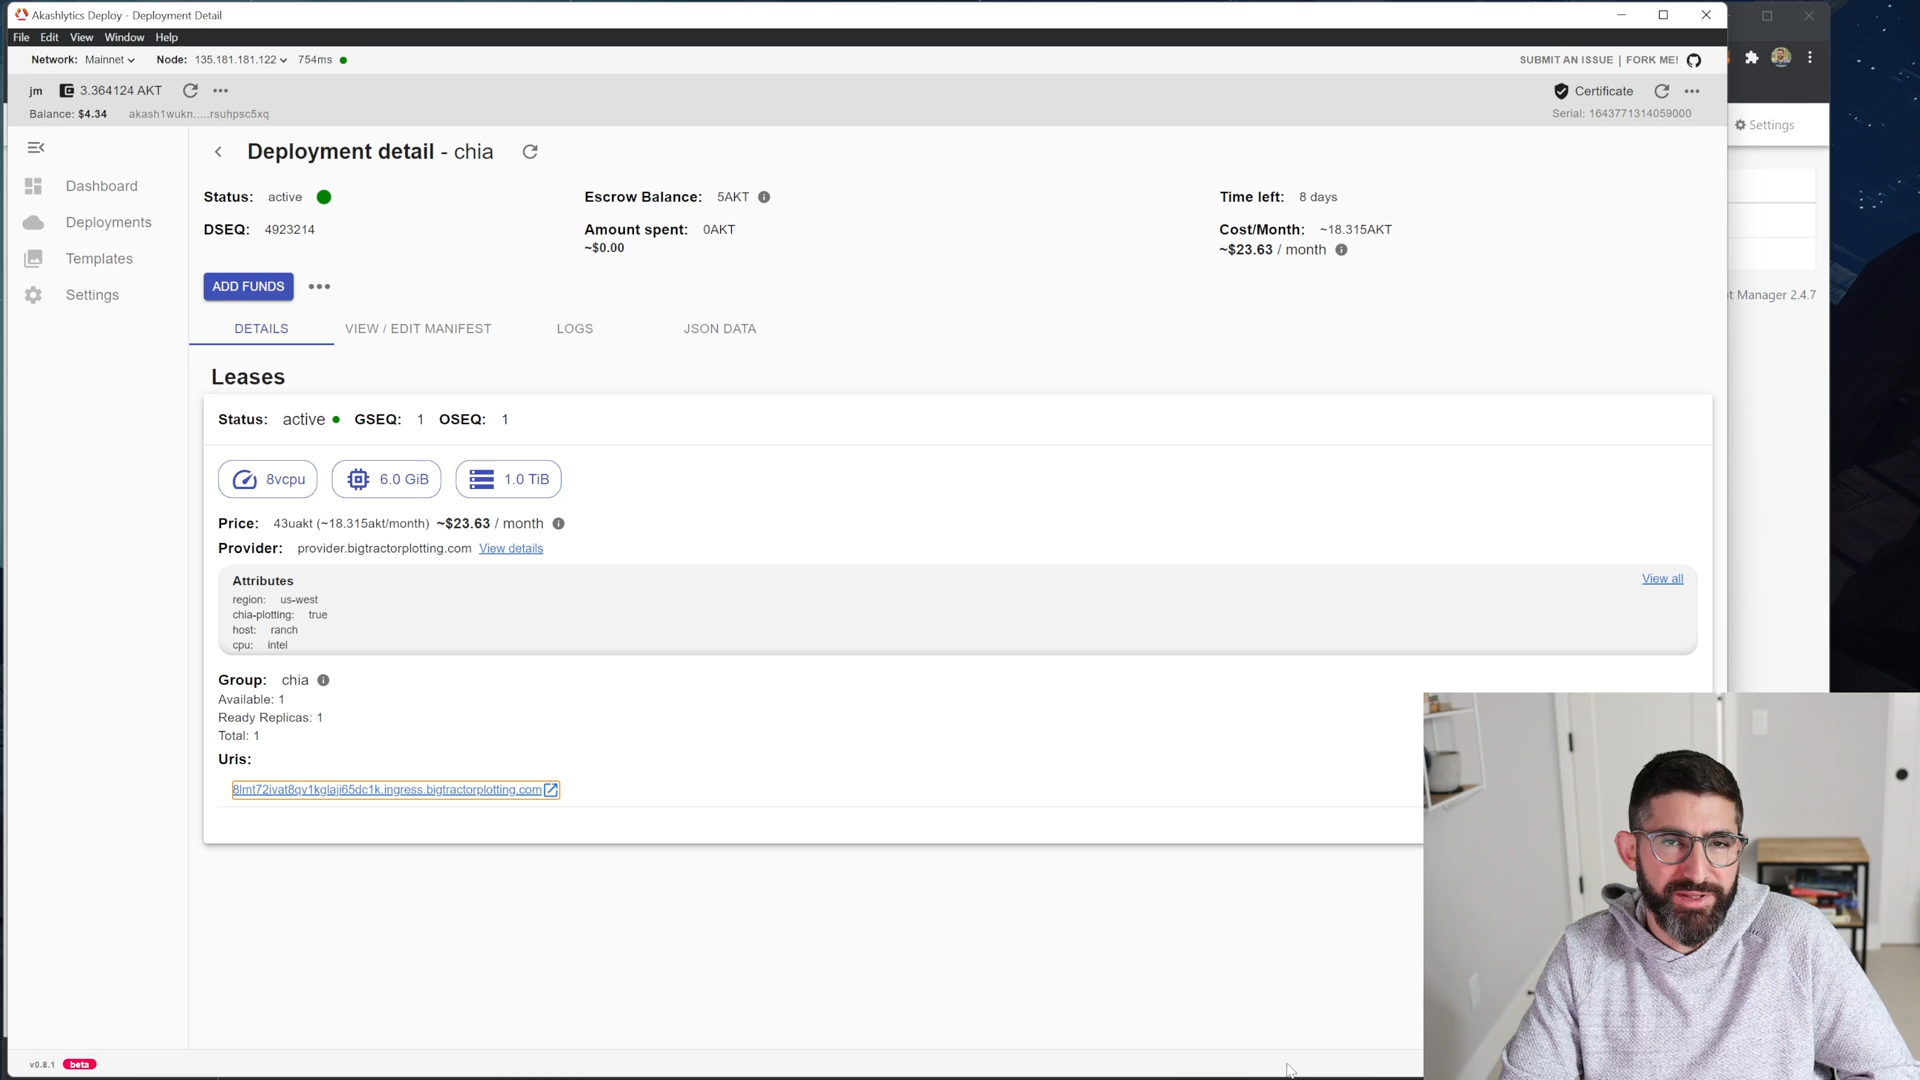 Akashlytics Deploy - Deployment Detail
File Edit View Window Help
Network: Mainnet Node: 135.181.181.122 754ms
SUBMIT AN ISSUE | FORK ME!
jm 3.364124 AKT
Certificate
Balance: $4.34 akash1wukn.....rsuhpsc5xq
Serial: 1643771314059000
Settings
Deployment detail - chia
Dashboard
Deployments
Templates
Settings
Status: active
Escrow Balance: 5AKT
Time left: 8 days
DSEQ: 4923214
Amount spent: 0AKT
~$0.00
Cost/Month: ~18.315AKT
~$23.63 / month
ADD FUNDS
t Manager 2.4.7
DETAILS
VIEW / EDIT MANIFEST
LOGS
JSON DATA
Leases
Status: active GSEQ: 1 OSEQ: 1
8vcpu
6.0 GiB
1.0 TiB
Price: 43uakt (~18.315akt/month) ~$23.63 / month
Provider: provider.bigtractorplotting.com View details
Attributes
View all
region: us-west
chia-plotting: true
host: ranch
cpu: intel
Group: chia
Available: 1
Ready Replicas: 1
Total: 1
Uris:
8lmt72ivat8qv1kglaji65dc1k.ingress.bigtractorplotting.com
v0.8.1 beta